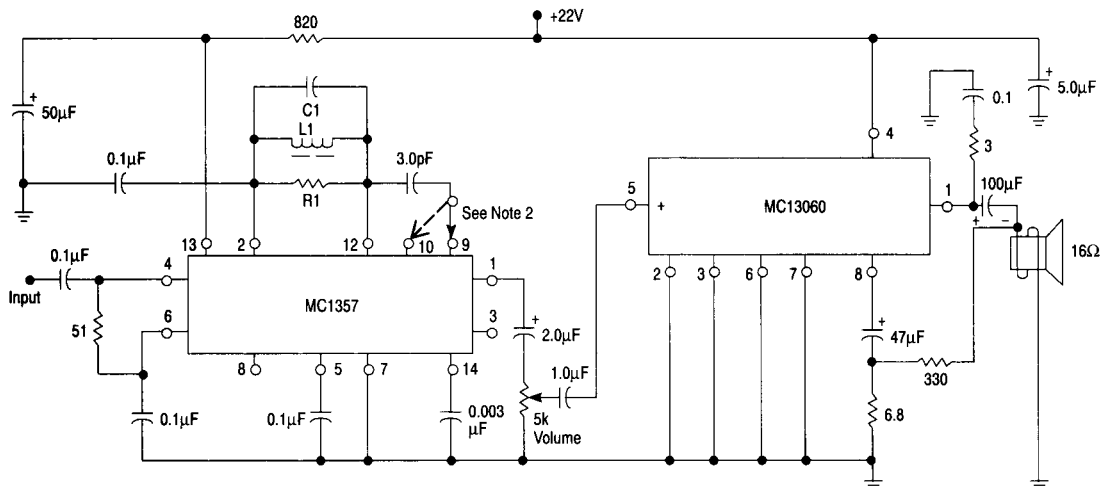 +22V
820
50μF
+
C1
L1
R1
0.1μF
3.0pF
See Note 2
0.1
5.0μF
+
3
4
13
2
12
10
9
5
+
MC13060
1
100μF
+
−
16Ω
0.1μF
Input
4
MC1357
1
51
6
3
2
3
6
7
8
2.0μF
+
47μF
+
1.0μF
8
5
7
14
330
0.1μF
0.1μF
0.003
μF
5k
Volume
6.8